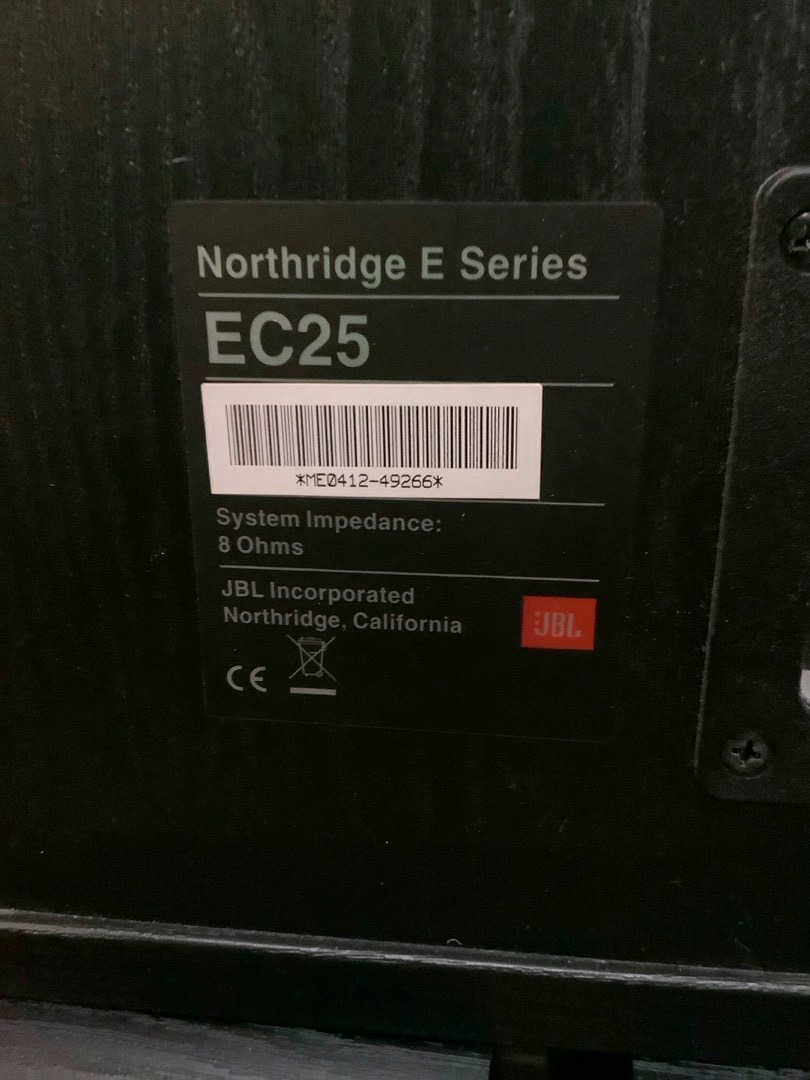 Northridge E Series
EC25
*ME0412-49266*
System Impedance:
8 Ohms
JBL Incorporated
Northridge, California
JBL
CE